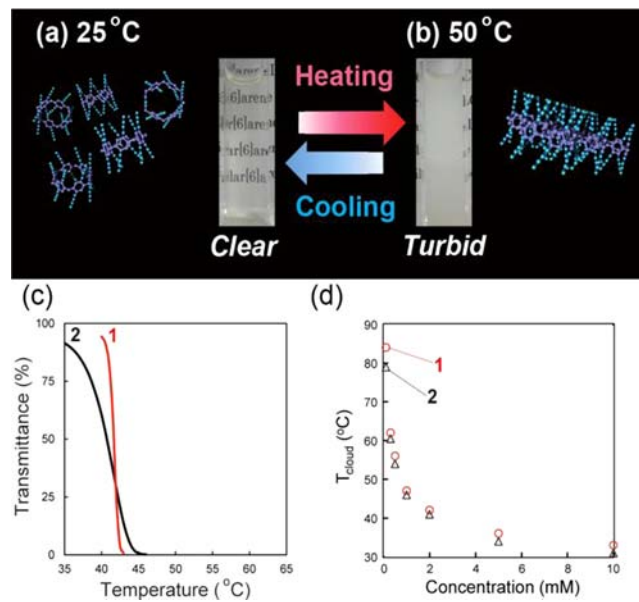 (a) 25 °C
(b) 50 °C
Heating
Cooling
Clear
Turbid
(c)
(d)
2
1
100
75
50
25
0
Transmittance (%)
35 40 45 50 55 60 65
Temperature (°C)
1
2
90
80
70
60
50
40
30
T_cloud (°C)
0 2 4 6 8 10
Concentration (mM)